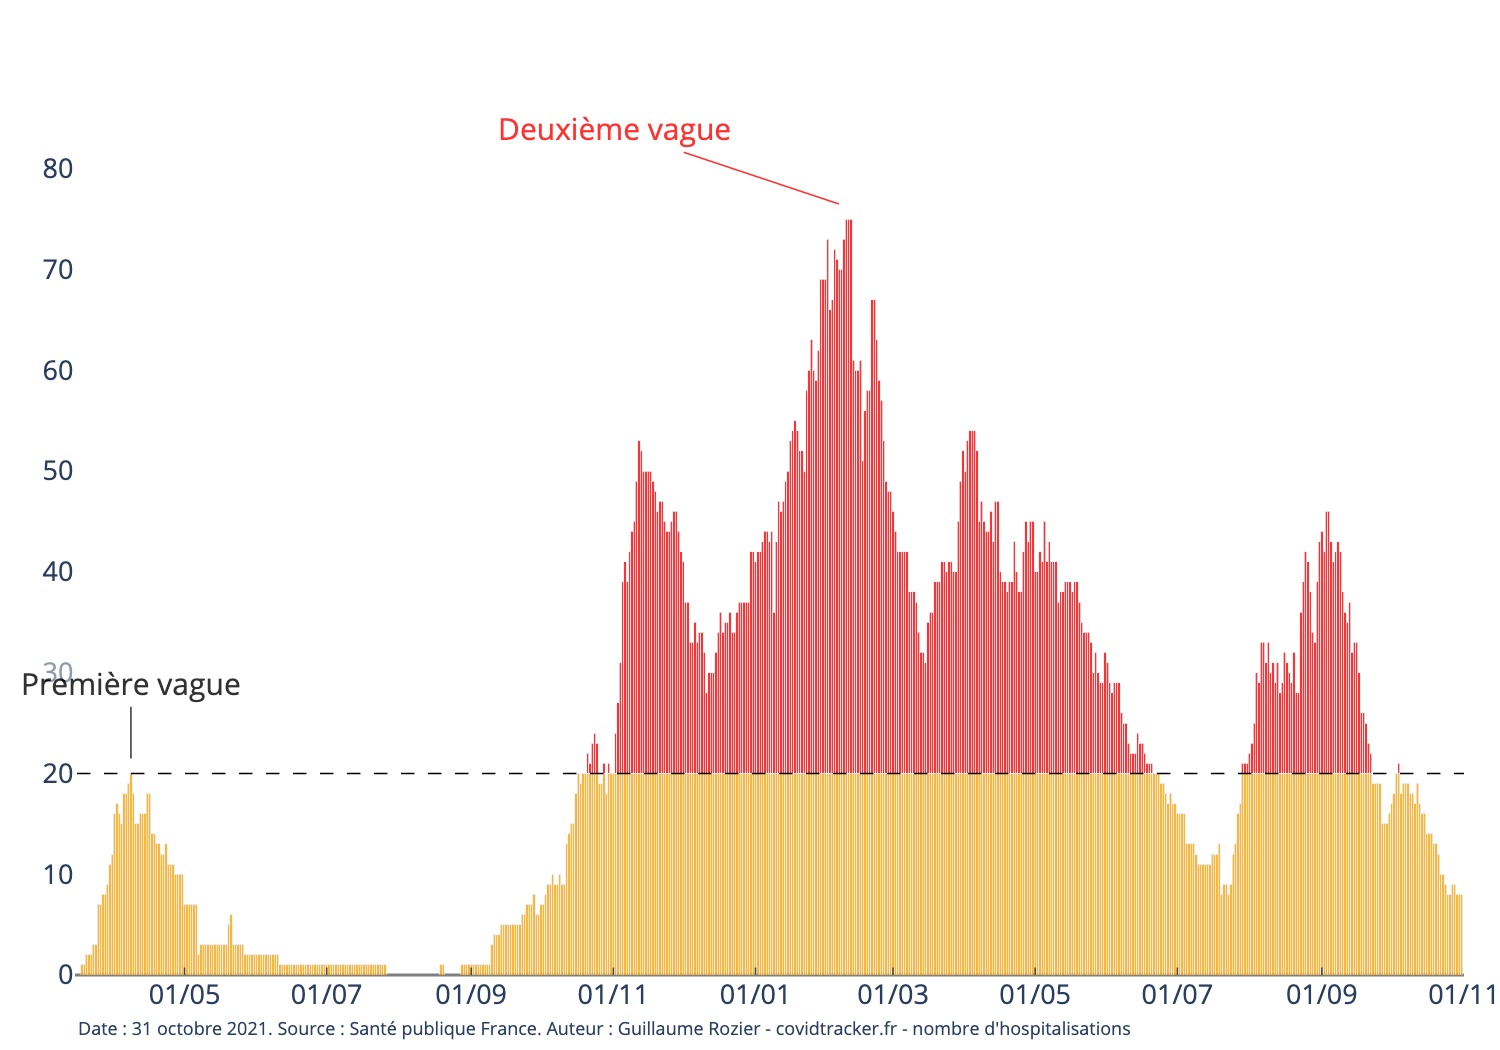 Deuxième vague
80
70
60
50
40
30
Première vague
20
10
0
01/05 01/07 01/09 01/11 01/01 01/03 01/05 01/07 01/09 01/11
Date : 31 octobre 2021. Source : Santé publique France. Auteur : Guillaume Rozier - covidtracker.fr - nombre d'hospitalisations